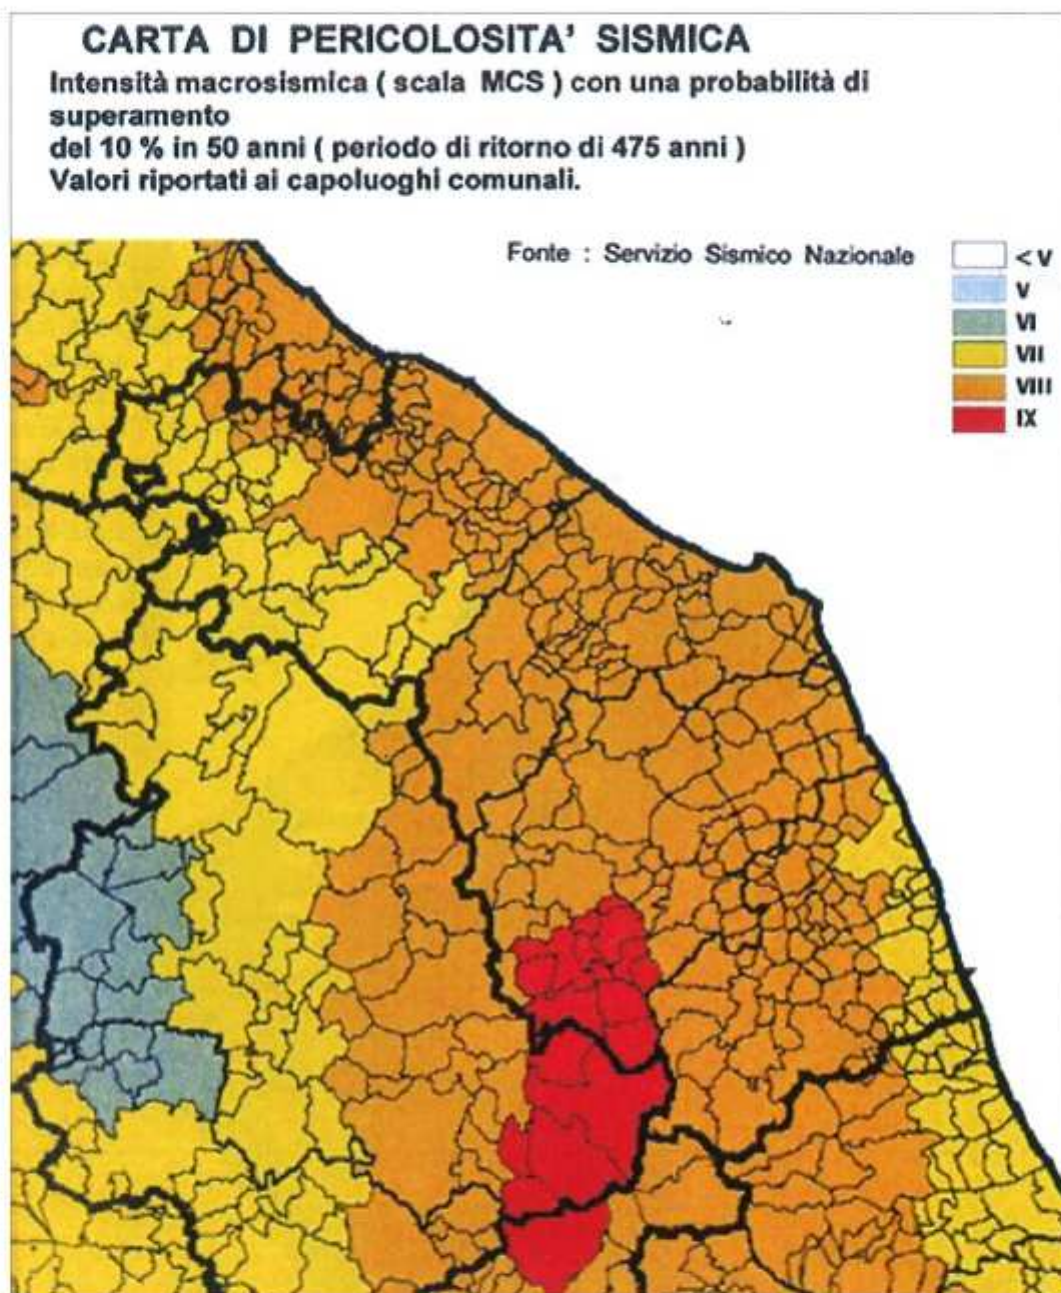 CARTA DI PERICOLOSITA' SISMICA
Intensità macrosismica ( scala MCS ) con una probabilità di
superamento
del 10 % in 50 anni ( periodo di ritorno di 475 anni )
Valori riportati ai capoluoghi comunali.
Fonte : Servizio Sismico Nazionale
< V
V
VI
VII
VIII
IX